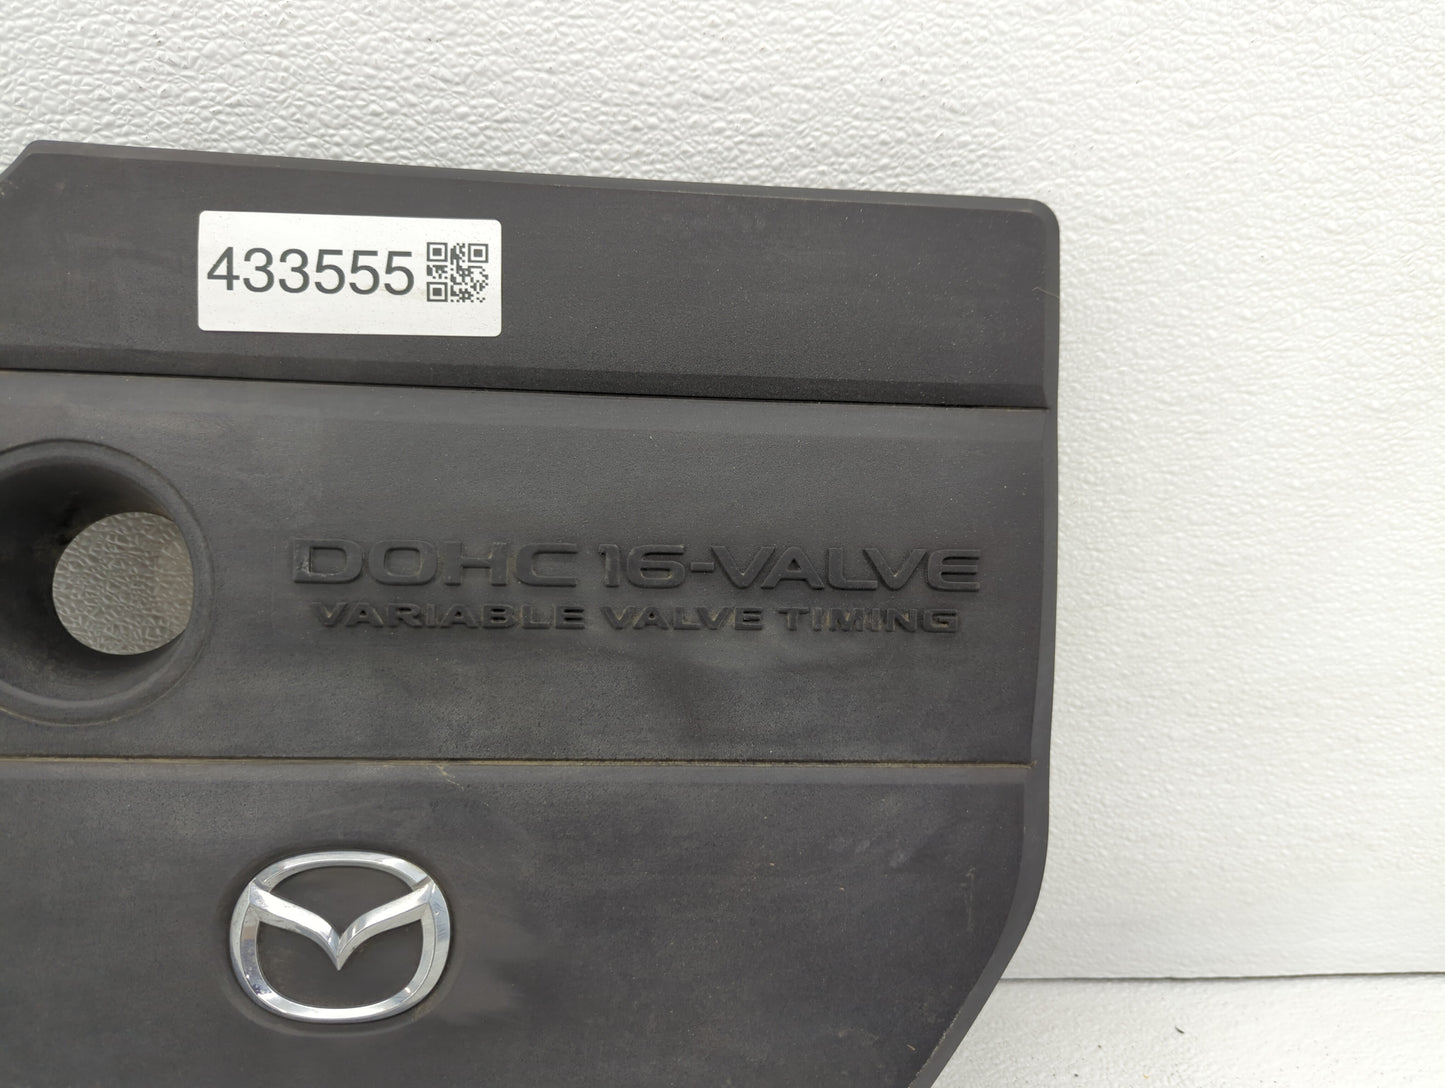 433555
DOHC 16-VALVE
VARIABLE VALVE TIMING